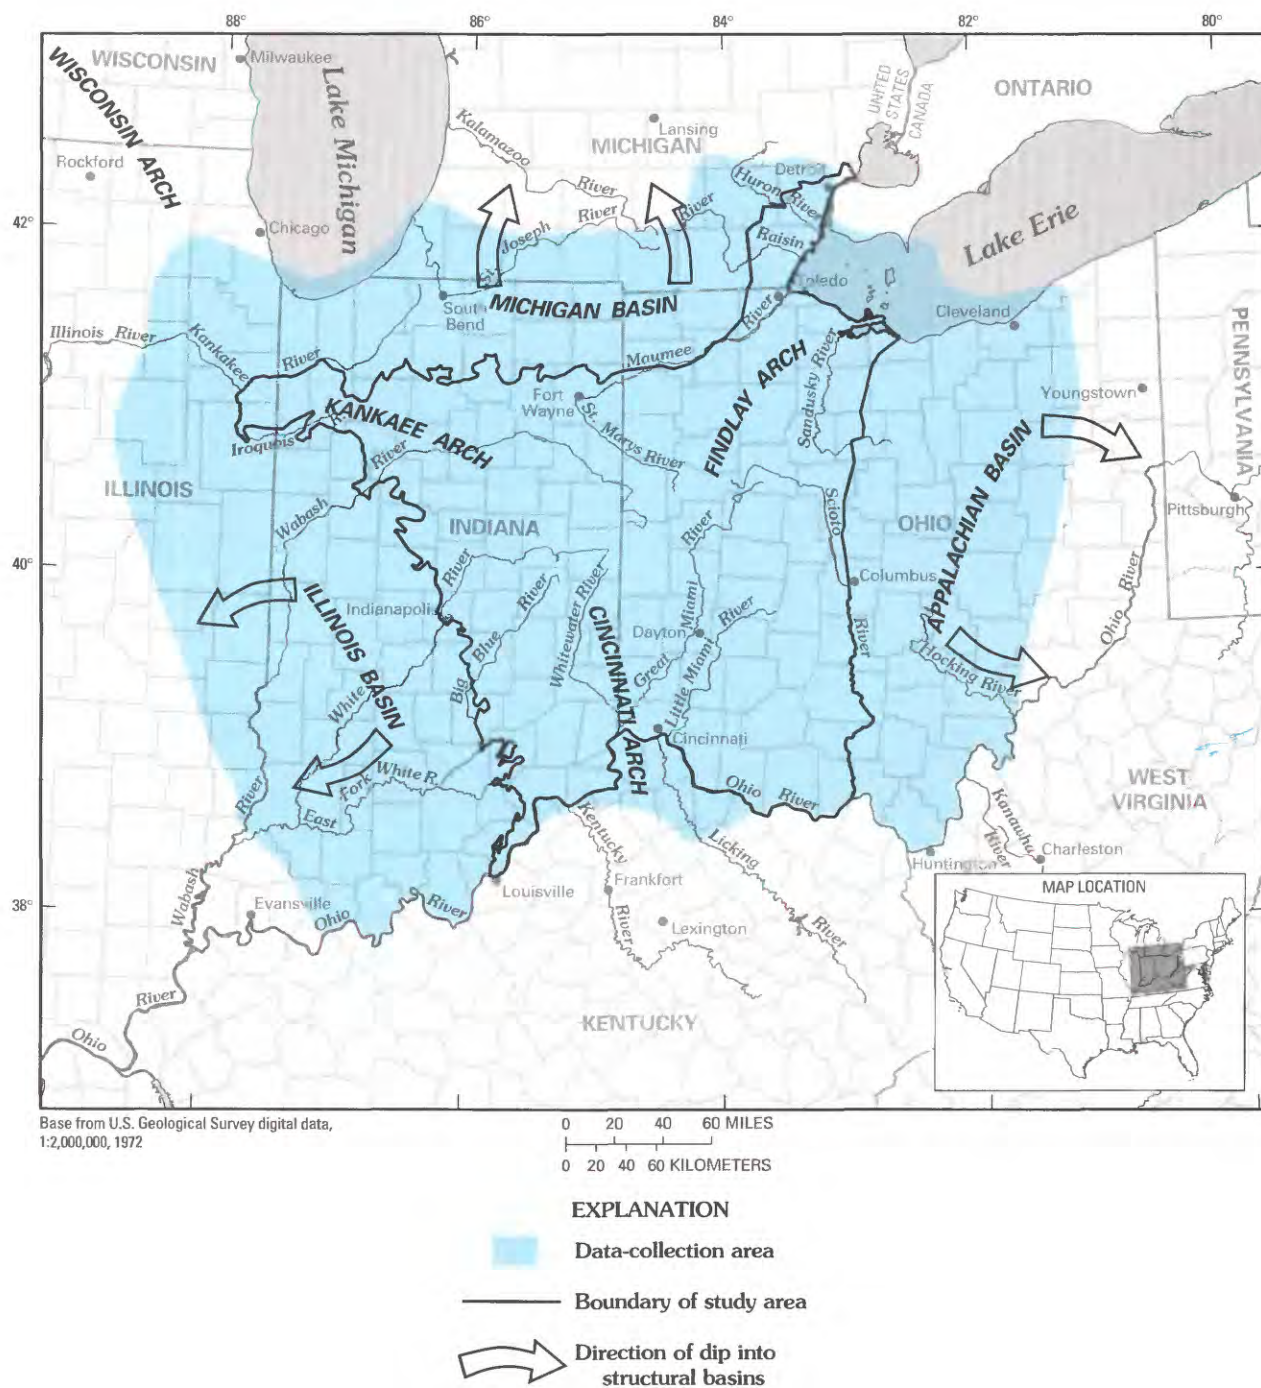 88°
86°
84°
82°
80°
WISCONSIN
Milwaukee
WISCONSIN ARCH
Lake Michigan
Rockford
Chicago
Kalamazoo
River
Lansing
MICHIGAN
UNITED
STATES
CANADA
ONTARIO
Detroit
Huron River
River
Raisin
St. Joseph
River
Lake Erie
42°
South
Bend
MICHIGAN BASIN
Toledo
Cleveland
Illinois River
Kankakee
River
Maumee
River
PENNSYLVANIA
Youngstown
Fort
Wayne
St. Marys River
KANKAEE ARCH
Iroquois
R.
FINDLAY ARCH
Sandusky River
APPALACHIAN BASIN
Pittsburgh
ILLINOIS
Wabash
River
INDIANA
River
Scioto
River
OHIO
Columbus
Ohio River
40°
ILLINOIS BASIN
Indianapoli
White
River
Big Blue
River
Whitewater River
CINCINNATI ARCH
Dayton
Great Miami
Little Miami
River
Hocking River
Cincinnati
East
Fork
White R.
River
Ohio
River
WEST
VIRGINIA
Kanawha
River
Charleston
Huntington
Kentucky
River
Licking
River
Louisville
Frankfort
Lexington
38°
Wabash
Evansville
Ohio
River
River
Ohio
KENTUCKY
MAP LOCATION
Base from U.S. Geological Survey digital data,
1:2,000,000, 1972
0 20 40 60 MILES
0 20 40 60 KILOMETERS
EXPLANATION
Data-collection area
Boundary of study area
Direction of dip into
structural basins